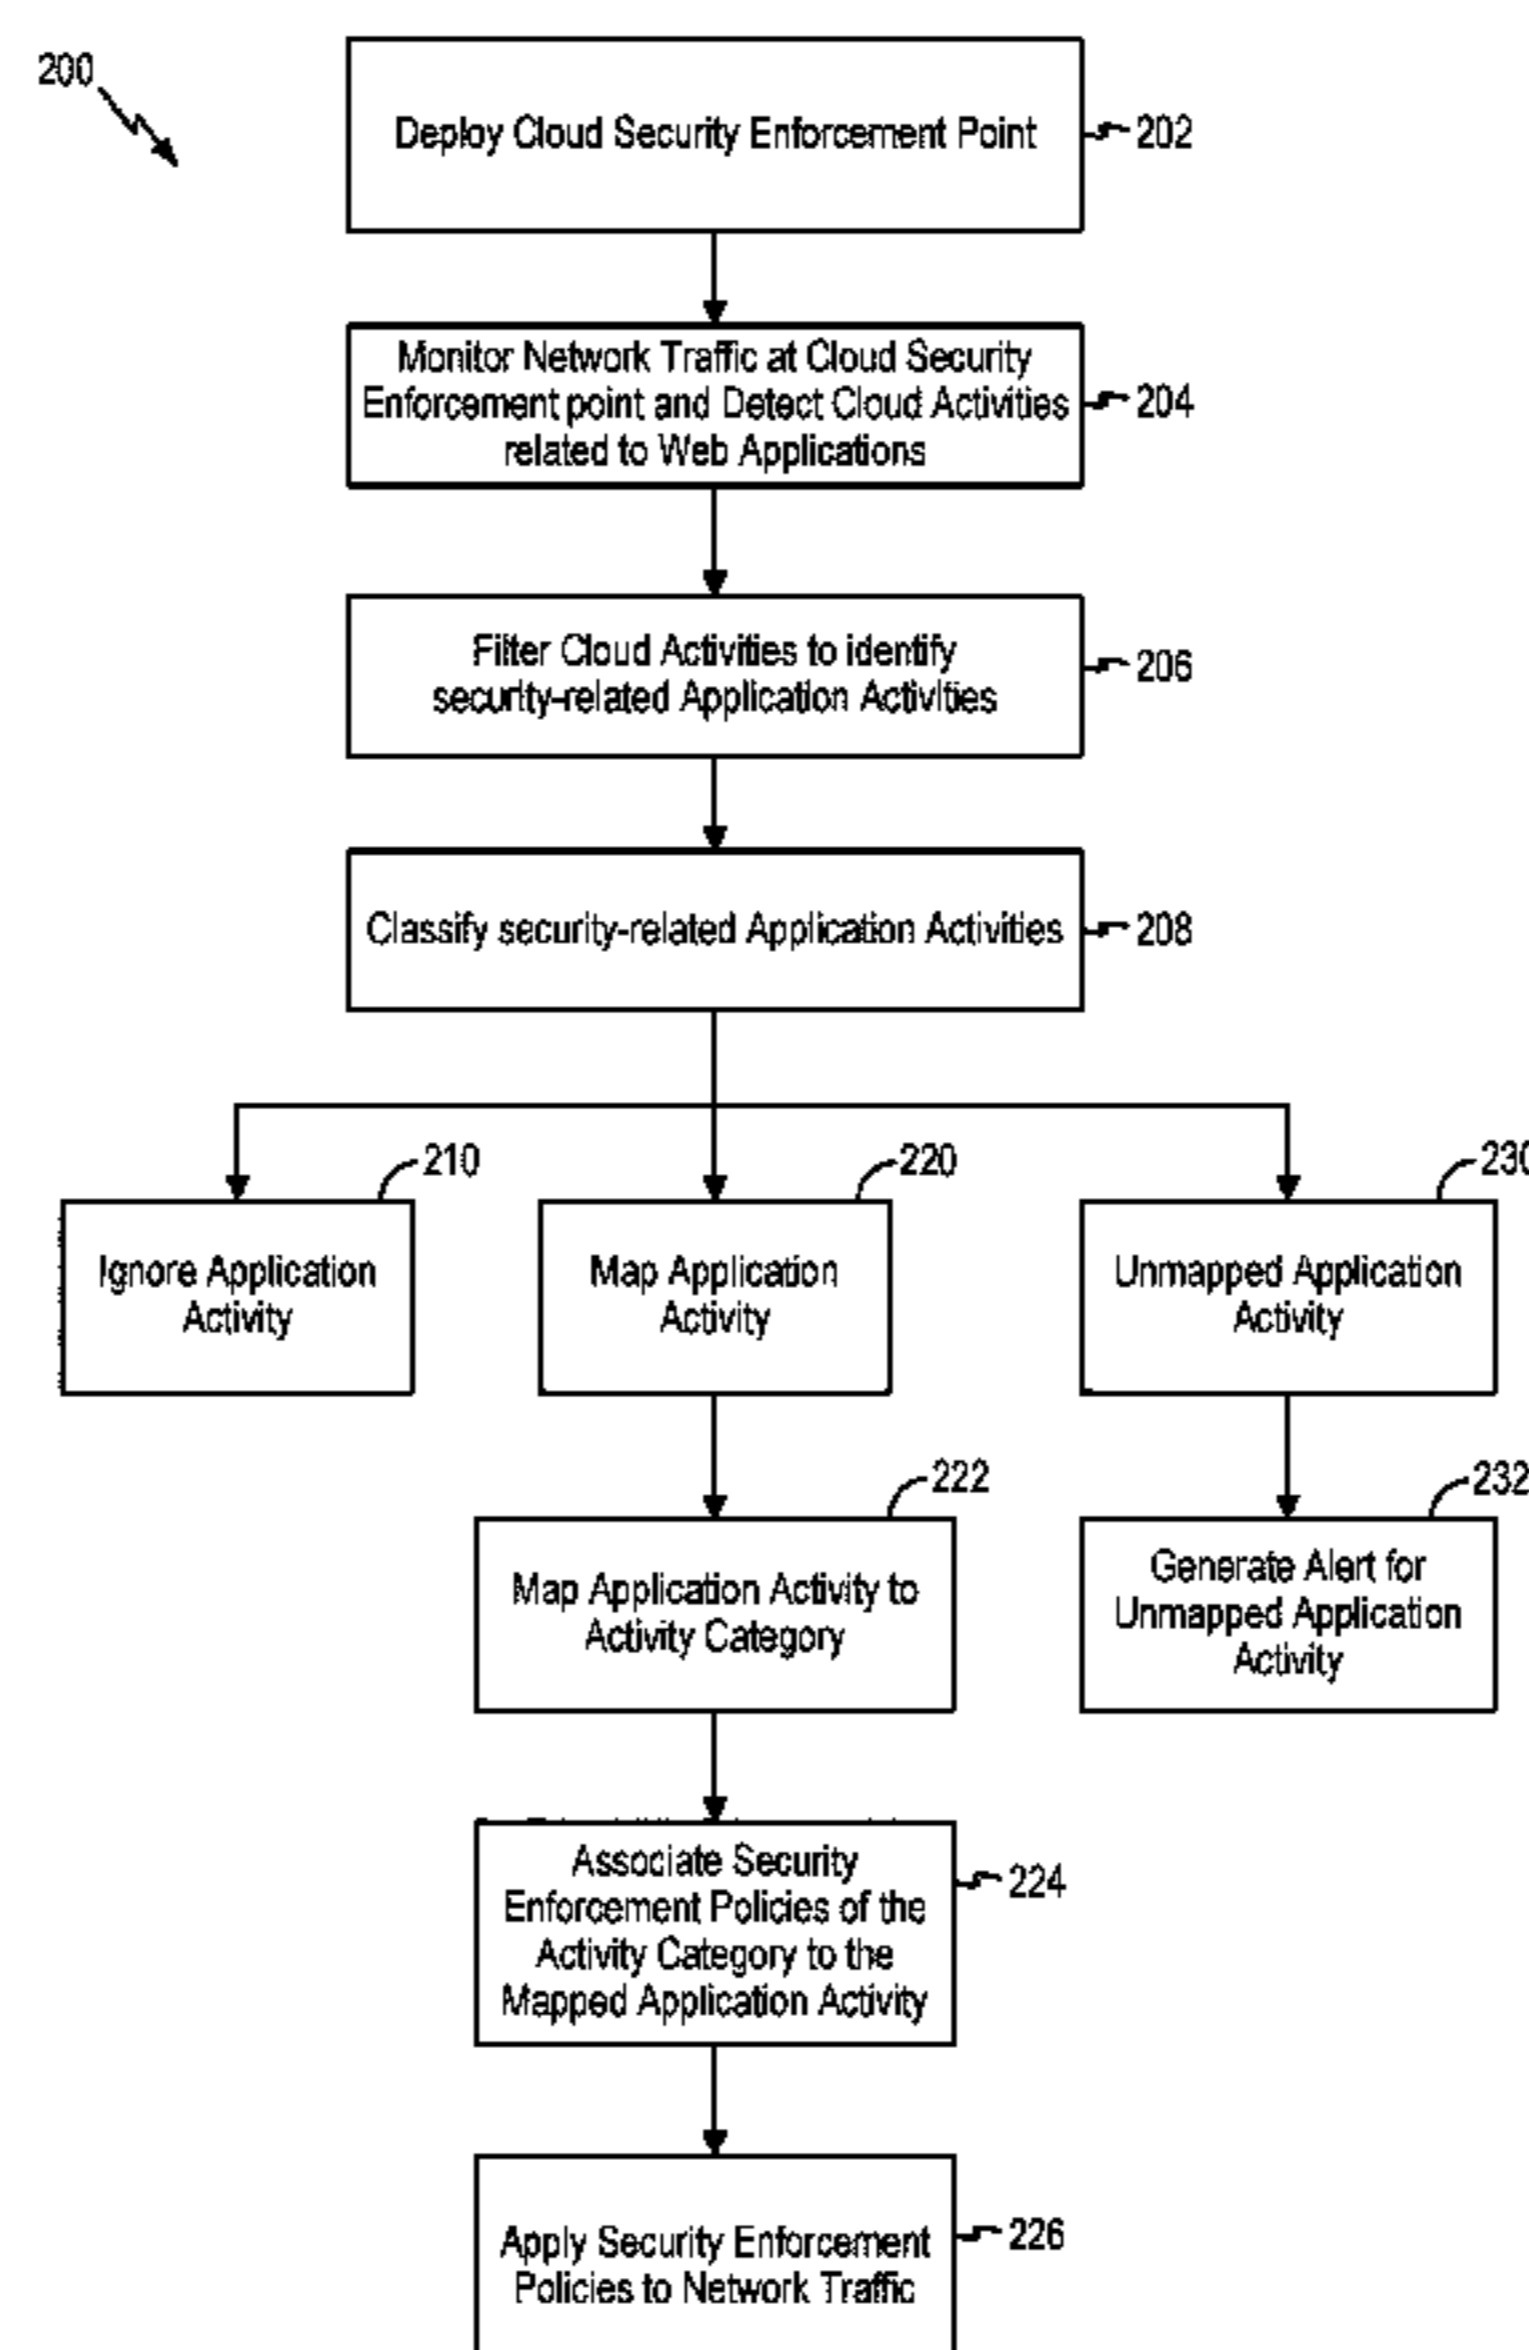 200
Deploy Cloud Security Enforcement Point
202
Monitor Network Traffic at Cloud Security
Enforcement point and Detect Cloud Activities
related to Web Applications
204
Filter Cloud Activities to identify
security-related Application Activities
206
Classify security-related Application Activities
208
210
220
230
Ignore Application
Activity
Map Application
Activity
Unmapped Application
Activity
222
232
Map Application Activity to
Activity Category
Generate Alert for
Unmapped Application
Activity
Associate Security
Enforcement Policies of the
Activity Category to the
Mapped Application Activity
224
Apply Security Enforcement
Policies to Network Traffic
226